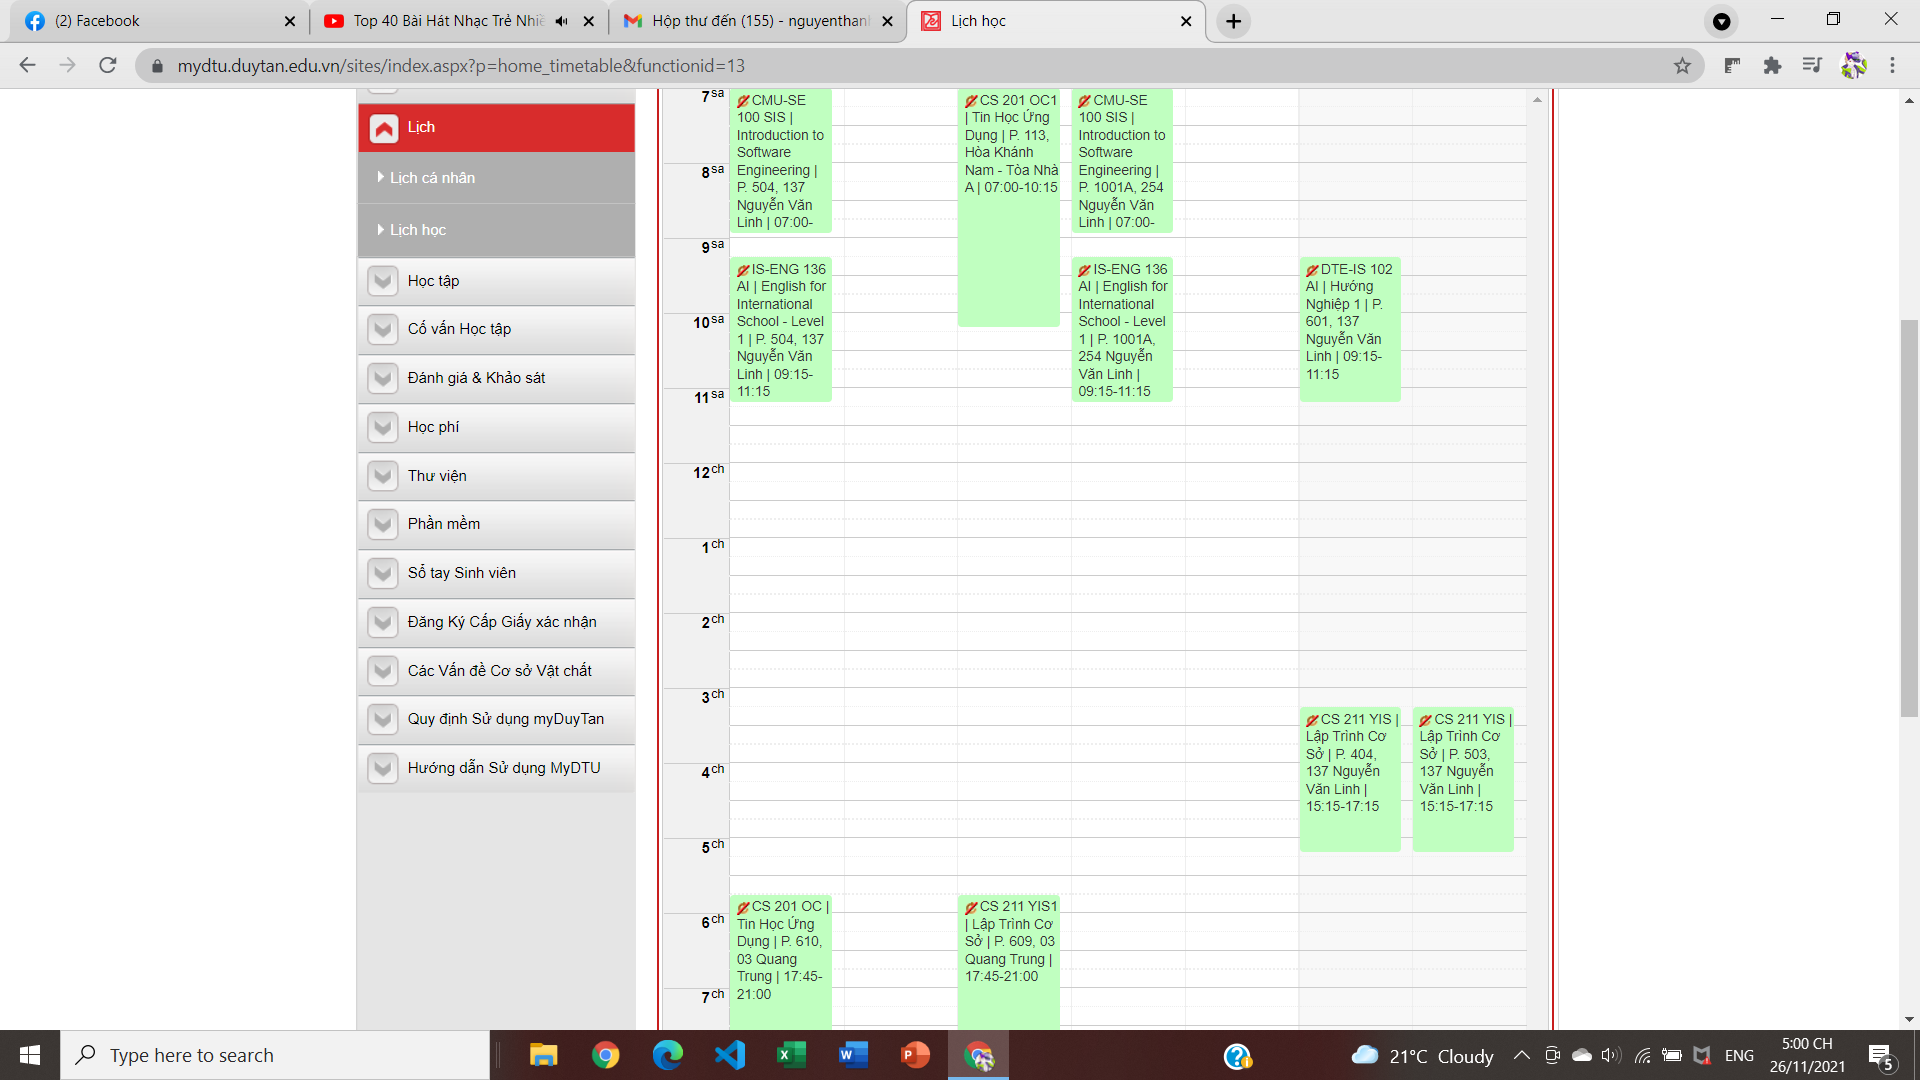 (2) Facebook
Top 40 Bài Hát Nhạc Trẻ Nhiề
Hộp thư đến (155) - nguyenthanh
Lịch học
mydtu.duytan.edu.vn/sites/index.aspx?p=home_timetable&functionid=13
Lịch
Lịch cá nhân
Lịch học
Học tập
Cố vấn Học tập
Đánh giá & Khảo sát
Học phí
Thư viện
Phần mềm
Sổ tay Sinh viên
Đăng Ký Cấp Giấy xác nhận
Các Vấn đề Cơ sở Vật chất
Quy định Sử dụng myDuyTan
Hướng dẫn Sử dụng MyDTU
7 sa
8 sa
9 sa
10 sa
11 sa
12 ch
1 ch
2 ch
3 ch
4 ch
5 ch
6 ch
7 ch
CMU-SE
100 SIS |
Introduction to
Software
Engineering |
P. 504, 137
Nguyễn Văn
Linh | 07:00-
IS-ENG 136
AI | English for
International
School - Level
1 | P. 504, 137
Nguyễn Văn
Linh | 09:15-
11:15
CS 201 OC |
Tin Học Ứng
Dụng | P. 610,
03 Quang
Trung | 17:45-
21:00
CS 201 OC1
| Tin Học Ứng
Dụng | P. 113,
Hòa Khánh
Nam - Tòa Nhà
A | 07:00-10:15
CS 211 YIS1
| Lập Trình Cơ
Sở | P. 609, 03
Quang Trung |
17:45-21:00
CMU-SE
100 SIS |
Introduction to
Software
Engineering |
P. 1001A, 254
Nguyễn Văn
Linh | 07:00-
IS-ENG 136
AI | English for
International
School - Level
1 | P. 1001A,
254 Nguyễn
Văn Linh |
09:15-11:15
DTE-IS 102
AI | Hướng
Nghiệp 1 | P.
601, 137
Nguyễn Văn
Linh | 09:15-
11:15
CS 211 YIS |
Lập Trình Cơ
Sở | P. 404,
137 Nguyễn
Văn Linh |
15:15-17:15
CS 211 YIS |
Lập Trình Cơ
Sở | P. 503,
137 Nguyễn
Văn Linh |
15:15-17:15
Type here to search
21°C Cloudy
ENG
5:00 CH
26/11/2021
5